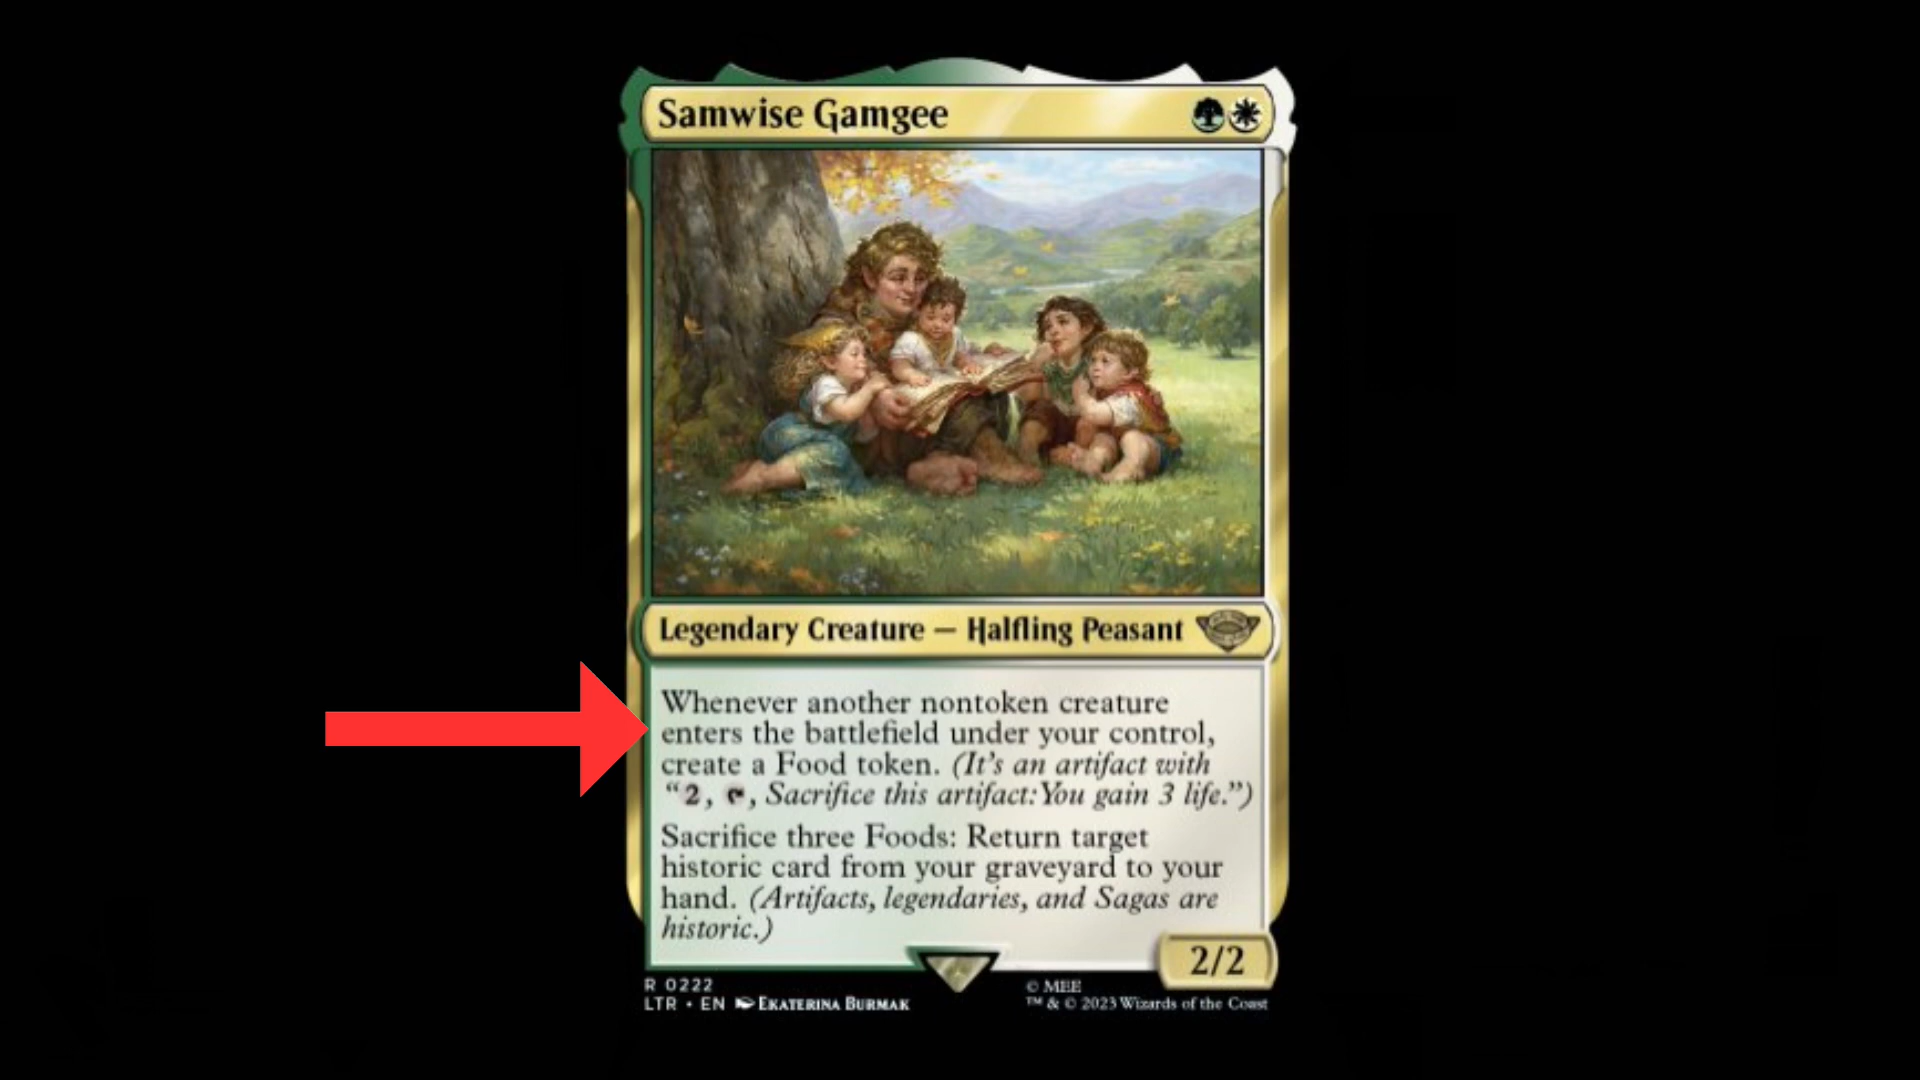 Samwise Gamgee
Legendary Creature — Halfling Peasant
Whenever another nontoken creature
enters the battlefield under your control,
create a Food token. (It's an artifact with
“2, , Sacrifice this artifact: You gain 3 life.”)
Sacrifice three Foods: Return target
historic card from your graveyard to your
hand. (Artifacts, legendaries, and Sagas are
historic.)
2/2
R 0222
LTR • EN EKATERINA BURMAK
© MEE
™ & © 2023 Wizards of the Coast